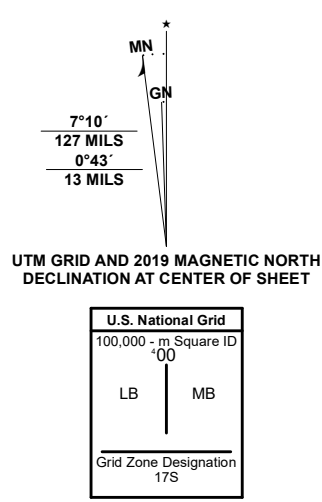 ★
MN
GN
7°10´
127 MILS
0°43´
13 MILS
UTM GRID AND 2019 MAGNETIC NORTH
DECLINATION AT CENTER OF SHEET
U.S. National Grid
100,000 - m Square ID
⁴00
LB MB
Grid Zone Designation
17S